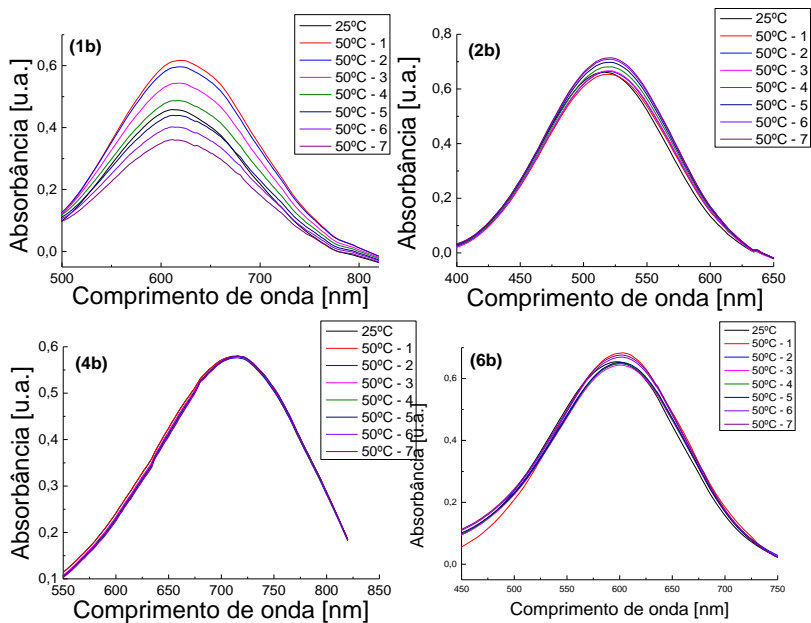 (1b)
25ºC
50ºC - 1
50ºC - 2
50ºC - 3
50ºC - 4
50ºC - 5
50ºC - 6
50ºC - 7
Absorbância [u.a.]
0,6
0,4
0,2
0,0
500 600 700 800
Comprimento de onda [nm]
(2b)
25ºC
50ºC - 1
50ºC - 2
50ºC - 3
50ºC - 4
50ºC - 5
50ºC - 6
50ºC - 7
Absorbância [u.a.]
0,8
0,6
0,4
0,2
0,0
400 450 500 550 600 650
Comprimento de onda [nm]
(4b)
25ºC
50ºC - 1
50ºC - 2
50ºC - 3
50ºC - 4
50ºC - 5
50ºC - 6
50ºC - 7
Absorbância [u.a.]
0,6
0,5
0,4
0,3
0,2
0,1
550 600 650 700 750 800 850
Comprimento de onda [nm]
(6b)
25ºC
50ºC - 1
50ºC - 2
50ºC - 3
50ºC - 4
50ºC - 5
50ºC - 6
50ºC - 7
Absorbância [u.a.]
0,6
0,4
0,2
0,0
450 500 550 600 650 700 750
Comprimento de onda [nm]